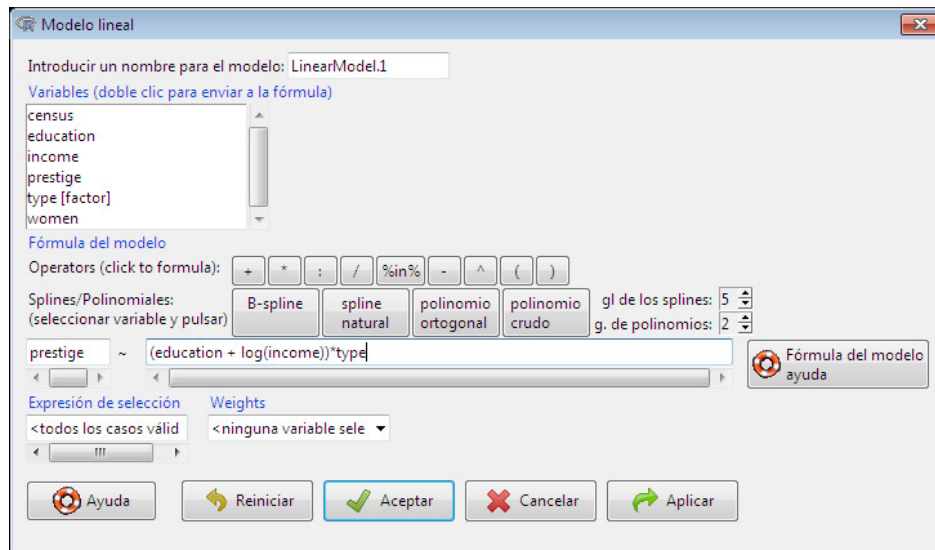 Modelo lineal
Introducir un nombre para el modelo: LinearModel.1
Variables (doble clic para enviar a la fórmula)
census
education
income
prestige
type [factor]
women
Fórmula del modelo
Operators (click to formula): + * : / %in% - ^ ( )
Splines/Polinomiales:
(seleccionar variable y pulsar)
B-spline
spline
natural
polinomio
ortogonal
polinomio
crudo
gl de los splines: 5
g. de polinomios: 2
prestige ~ (education + log(income))*type
Fórmula del modelo
ayuda
Expresión de selección Weights
<todos los casos válid <ninguna variable sele
Ayuda Reiniciar Aceptar Cancelar Aplicar